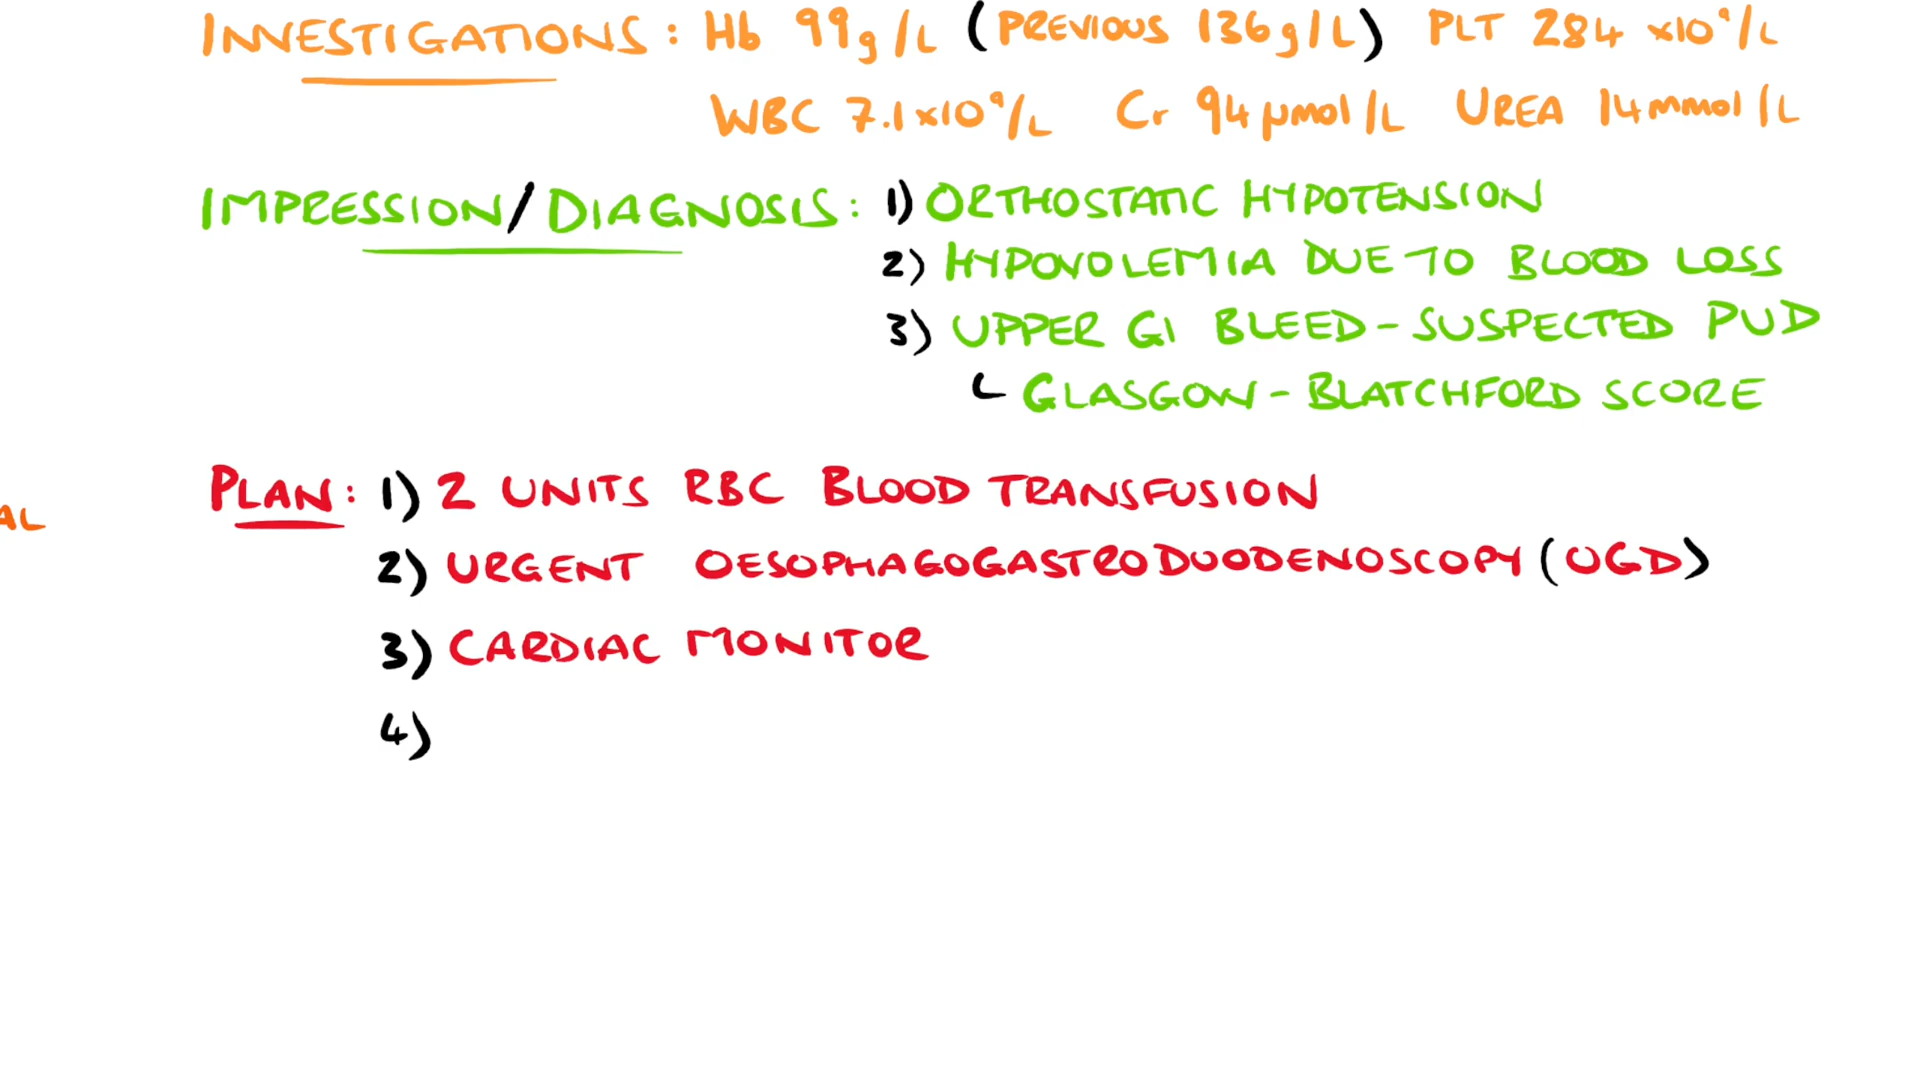 INVESTIGATIONS: Hb 99g/L (PREVIOUS 136g/L) PLT 284 x10⁹/L
WBC 7.1x10⁹/L Cr 94μmol/L UREA 14mmol/L
IMPRESSION/DIAGNOSIS: 1) ORTHOSTATIC HYPOTENSION
2) HYPOVOLEMIA DUE TO BLOOD LOSS
3) UPPER GI BLEED - SUSPECTED PUD
GLASGOW - BLATCHFORD SCORE
PLAN: 1) 2 UNITS RBC BLOOD TRANSFUSION
AL
2) URGENT OESOPHAGOGASTRODUODENOSCOPY (OGD)
3) CARDIAC MONITOR
4)